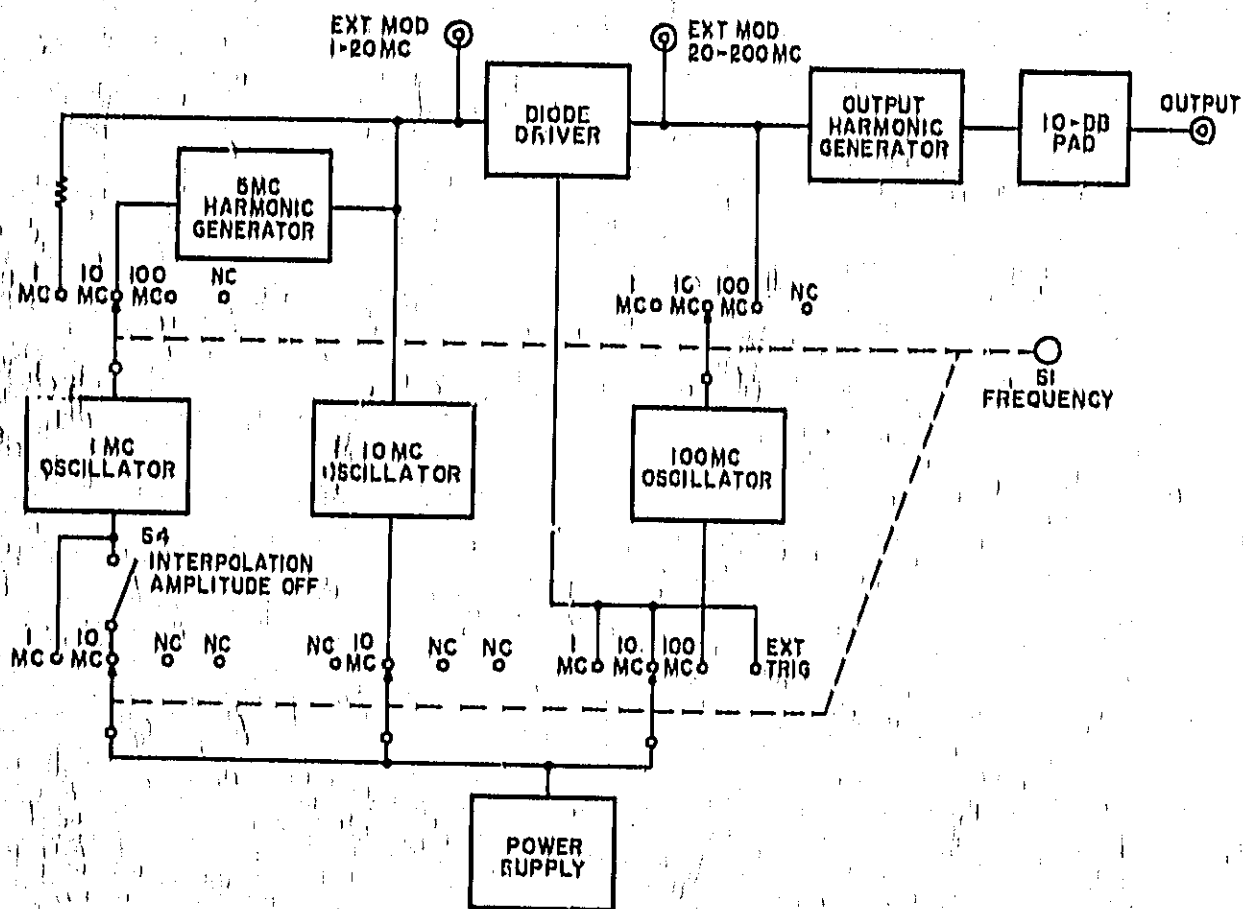 EXT MOD
1-20MC
EXT MOD
20-200MC
DIODE
DRIVER
OUTPUT
HARMONIC
GENERATOR
10-DB
PAD
OUTPUT
5MC
HARMONIC
GENERATOR
1
MC
10
MC
100
MC
NC
1
MC
10
MC
100
MC
NC
S1
FREQUENCY
1 MC
OSCILLATOR
10 MC
OSCILLATOR
100MC
OSCILLATOR
S4
INTERPOLATION
AMPLITUDE OFF
1
MC
10
MC
NC
NC
NC
10
MC
NC
NC
1
MC
10
MC
100
MC
EXT
TRIG
POWER
SUPPLY